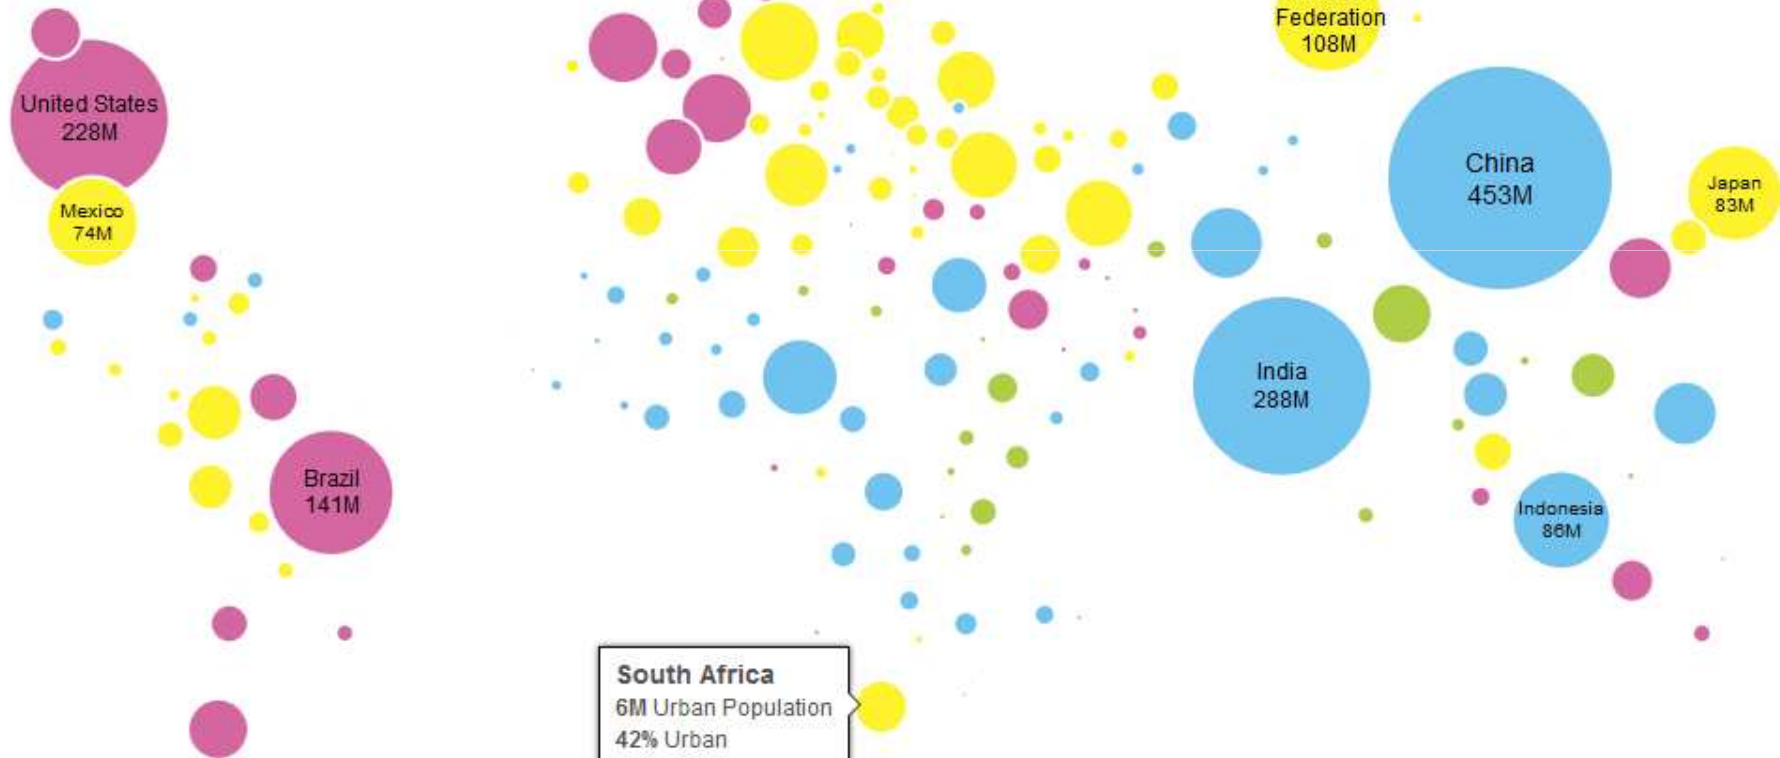 Federation
108M
United States
228M
China
453M
Mexico
74M
Japan
83M
India
288M
Brazil
141M
Indonesia
86M
South Africa
6M Urban Population
42% Urban